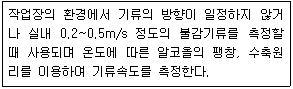 작업장의 환경에서 기류의 방향이 일정하지 않거
나 실내 0.2~0.5m/s 정도의 불감기류를 측정할
때 사용되며 온도에 따른 알코올의 팽창, 수축원
리를 이용하여 기류속도를 측정한다.